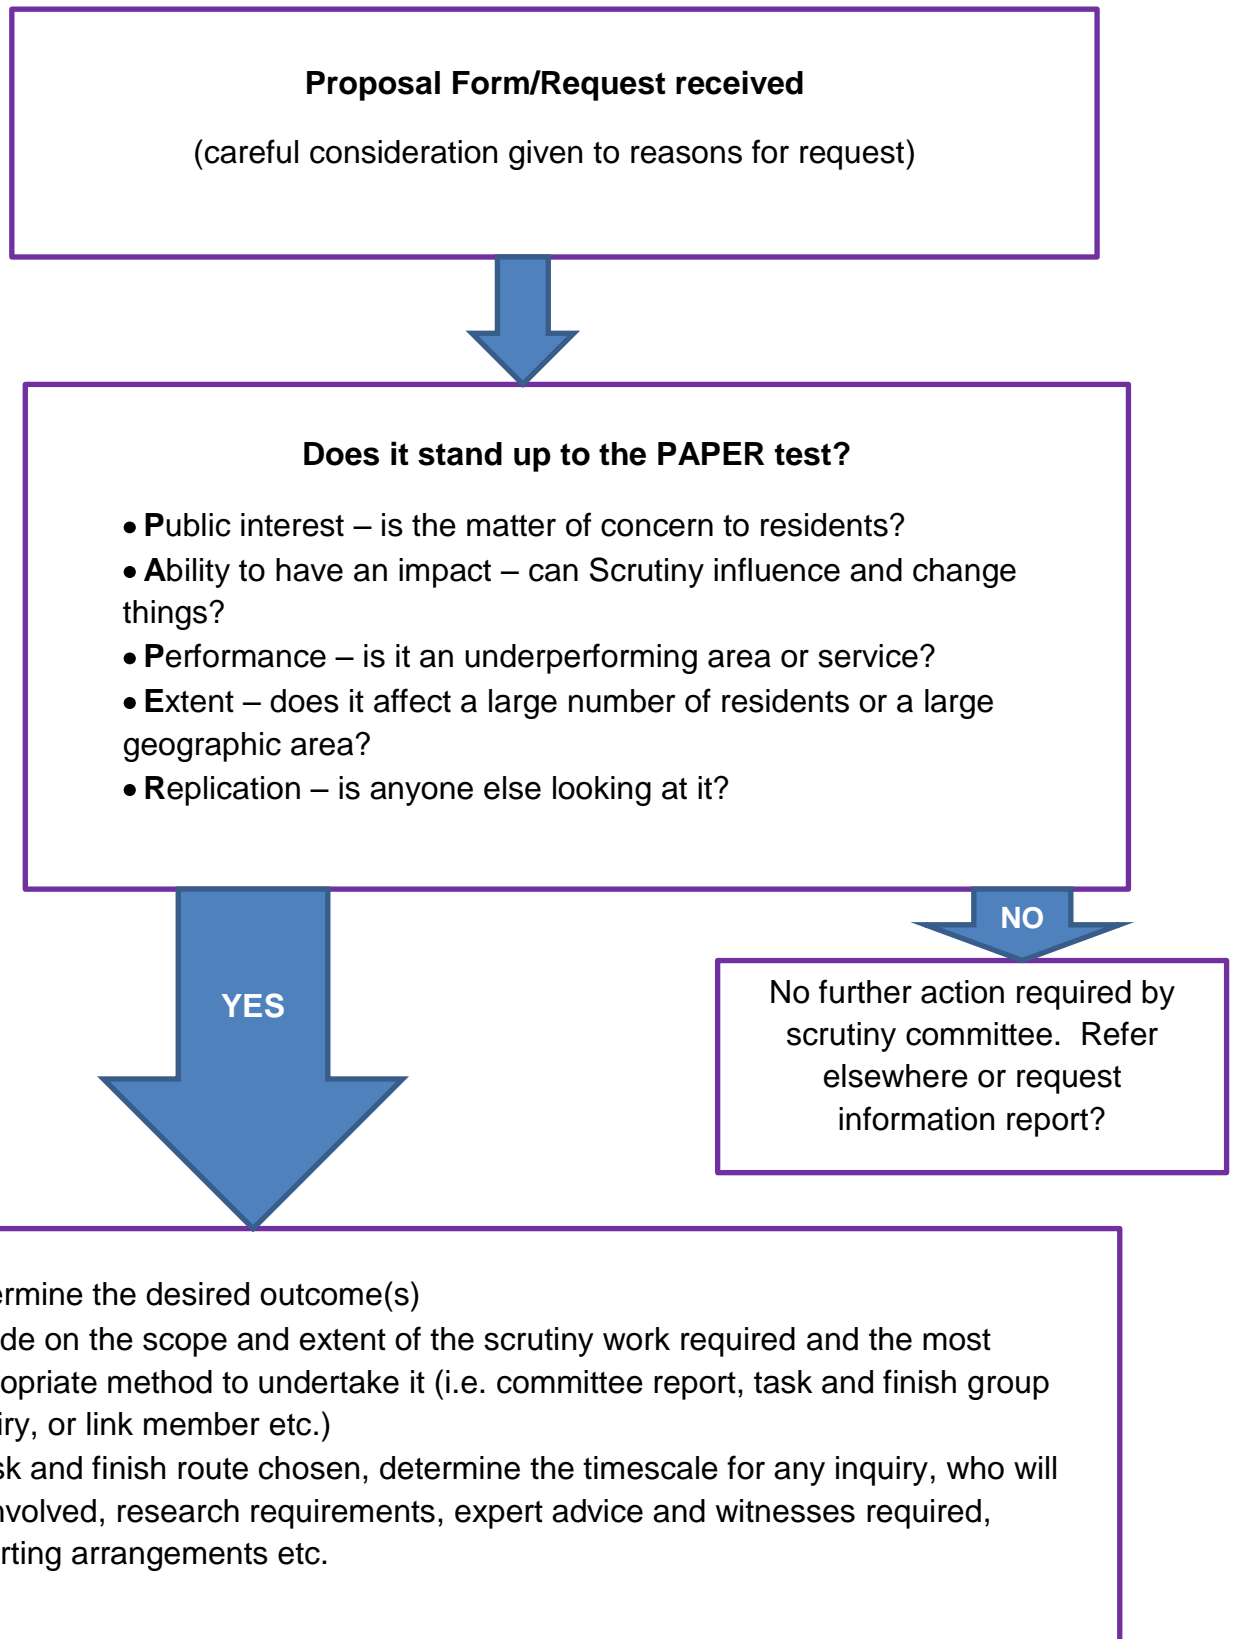 Proposal Form/Request received
(careful consideration given to reasons for request)
Does it stand up to the PAPER test?
• Public interest – is the matter of concern to residents?
• Ability to have an impact – can Scrutiny influence and change
things?
• Performance – is it an underperforming area or service?
• Extent – does it affect a large number of residents or a large
geographic area?
• Replication – is anyone else looking at it?
YES
NO
No further action required by
scrutiny committee.  Refer
elsewhere or request
information report?
ermine the desired outcome(s)
de on the scope and extent of the scrutiny work required and the most
opriate method to undertake it (i.e. committee report, task and finish group
iry, or link member etc.)
sk and finish route chosen, determine the timescale for any inquiry, who will
nvolved, research requirements, expert advice and witnesses required,
rting arrangements etc.